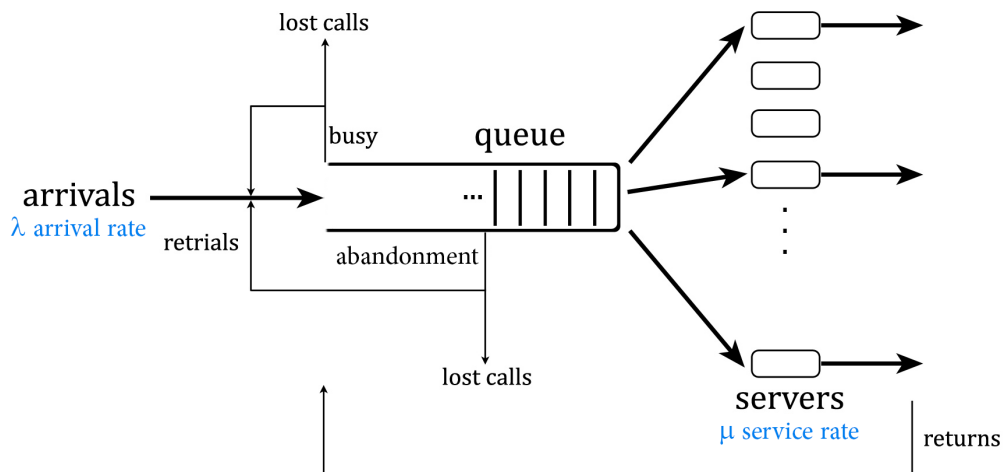 lost calls
busy
queue
...
arrivals
λ arrival rate
retrials
abandonment
lost calls
servers
μ service rate
returns